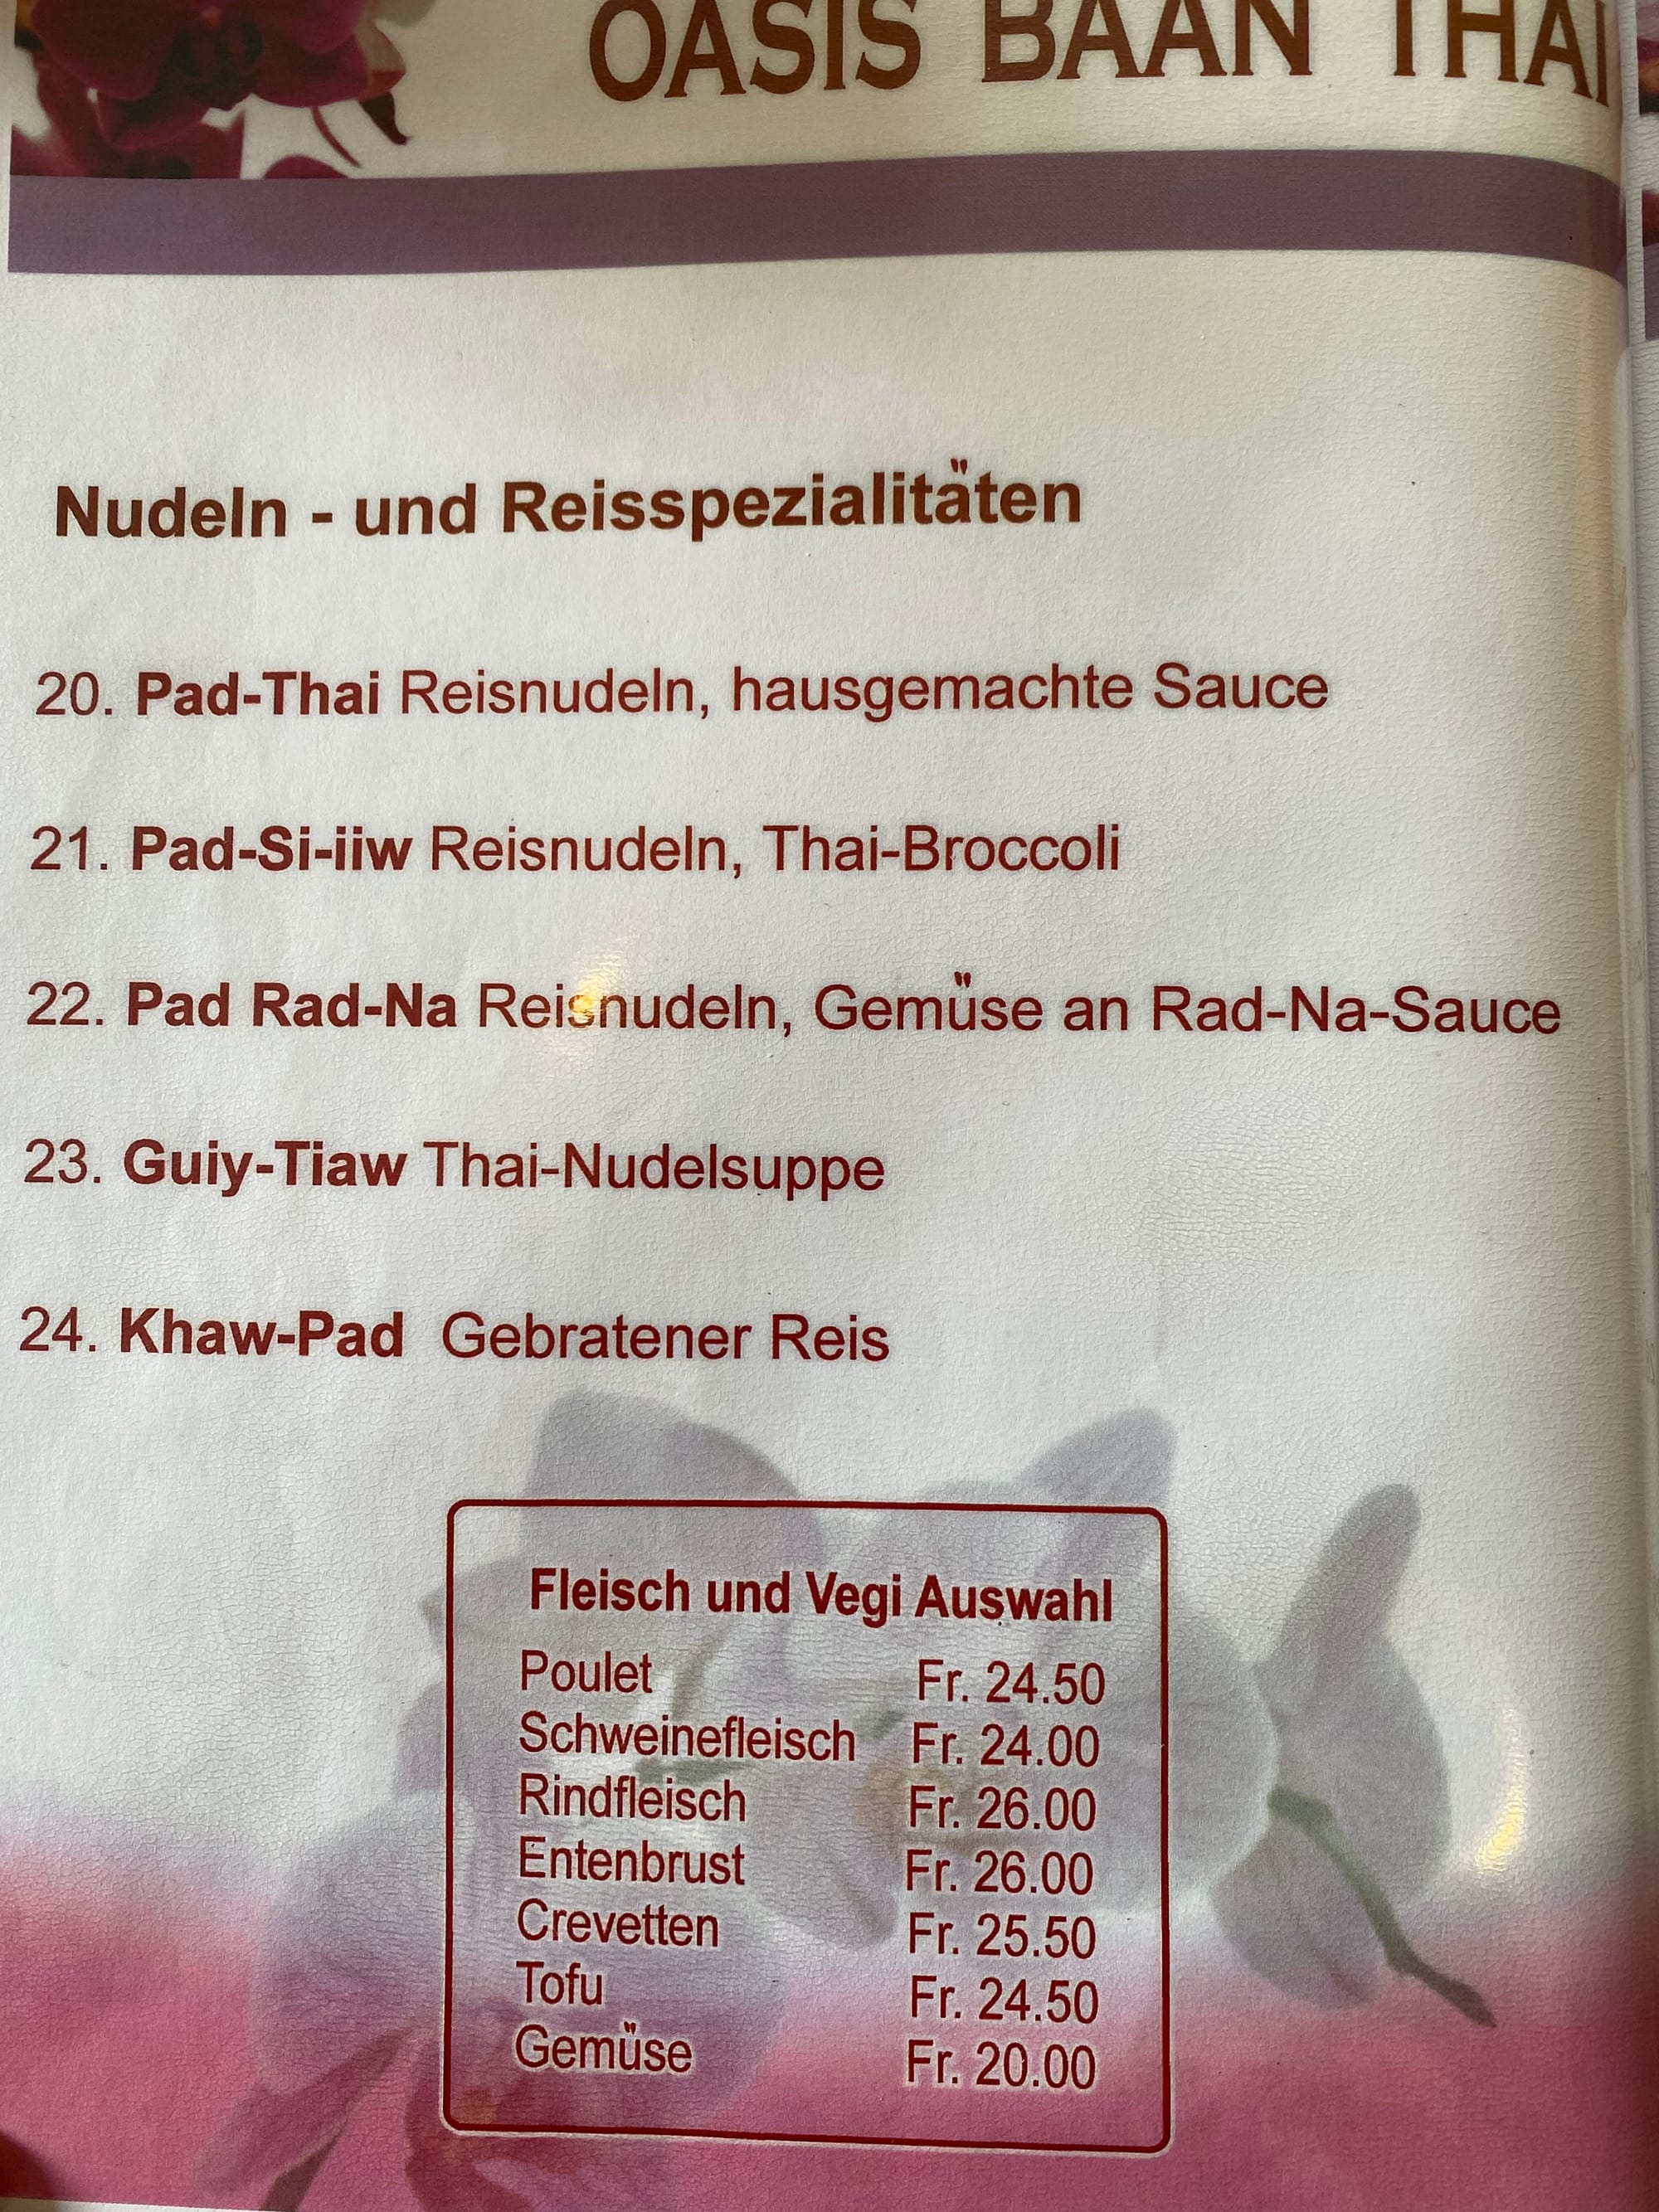 OASIS BAAN THAI
Nudeln - und Reisspezialitäten
20. Pad-Thai Reisnudeln, hausgemachte Sauce
21. Pad-Si-iiw Reisnudeln, Thai-Broccoli
22. Pad Rad-Na Reisnudeln, Gemüse an Rad-Na-Sauce
23. Guiy-Tiaw Thai-Nudelsuppe
24. Khaw-Pad Gebratener Reis
Fleisch und Vegi Auswahl
Poulet Fr. 24.50
Schweinefleisch Fr. 24.00
Rindfleisch Fr. 26.00
Entenbrust Fr. 26.00
Crevetten Fr. 25.50
Tofu Fr. 24.50
Gemüse Fr. 20.00